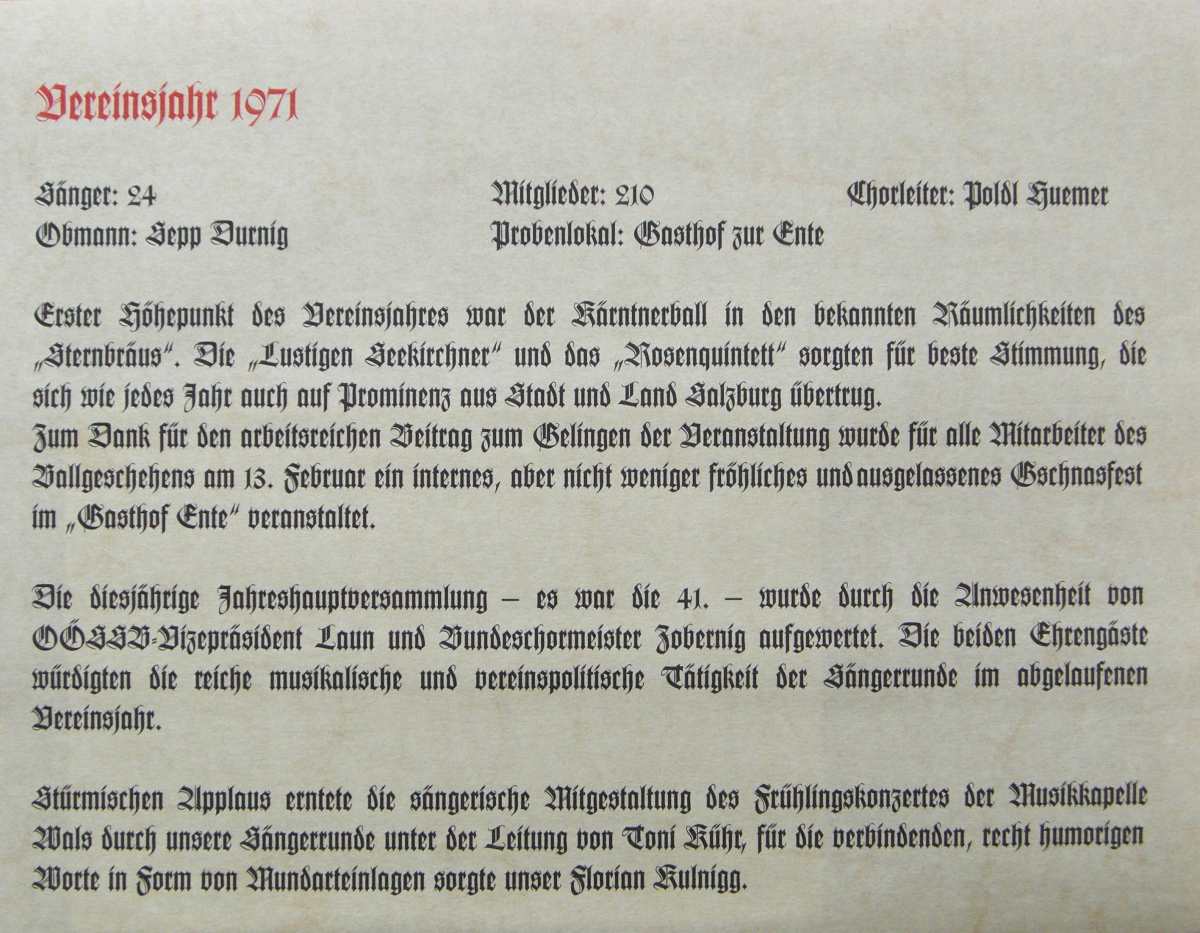 Vereinsjahr 1971
Sänger: 24 Mitglieder: 210 Chorleiter: Poldl Huemer
Obmann: Sepp Durnig Probenlokal: Gasthof zur Ente
Erster Höhepunkt des Vereinsjahres war der Kärntnerball in den bekannten Räumlichkeiten des
„Sternbräus“. Die „Lustigen Seekirchner“ und das „Rosenquintett“ sorgten für beste Stimmung, die
sich wie jedes Jahr auch auf Prominenz aus Stadt und Land Salzburg übertrug.
Zum Dank für den arbeitsreichen Beitrag zum Gelingen der Veranstaltung wurde für alle Mitarbeiter des
Ballgeschehens am 13. Februar ein internes, aber nicht weniger fröhliches und ausgelassenes Gschnasfest
im „Gasthof Ente“ veranstaltet.
Die diesjährige Jahreshauptversammlung – es war die 41. – wurde durch die Anwesenheit von
OÖSSB-Vizepräsident Laun und Bundeschormeister Zobernig aufgewertet. Die beiden Ehrengäste
würdigten die reiche musikalische und vereinspolitische Tätigkeit der Sängerrunde im abgelaufenen
Vereinsjahr.
Stürmischen Applaus erntete die sängerische Mitgestaltung des Frühlingskonzertes der Musikkapelle
Wals durch unsere Sängerrunde unter der Leitung von Toni Kühr, für die verbindenden, recht humorigen
Worte in Form von Mundarteinlagen sorgte unser Florian Kulnigg.